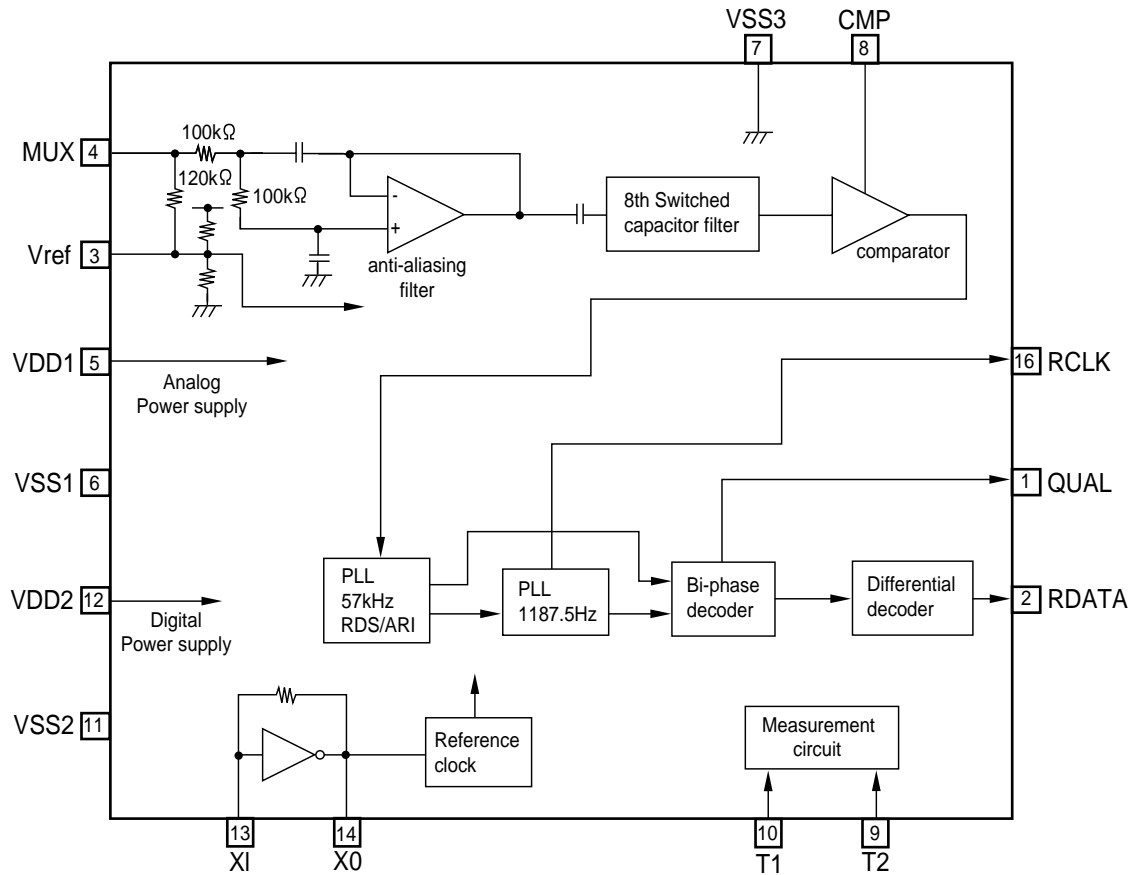 VSS3
CMP
7
8
MUX
4
100kΩ
120kΩ
100kΩ
-
+
8th Switched
capacitor filter
comparator
anti-aliasing
filter
Vref
3
VDD1
5
Analog
Power supply
16
RCLK
VSS1
6
1
QUAL
PLL
57kHz
RDS/ARI
PLL
1187.5Hz
Bi-phase
decoder
Differential
decoder
2
RDATA
VDD2
12
Digital
Power supply
VSS2
11
Reference
clock
Measurement
circuit
13
14
10
9
XI
X0
T1
T2